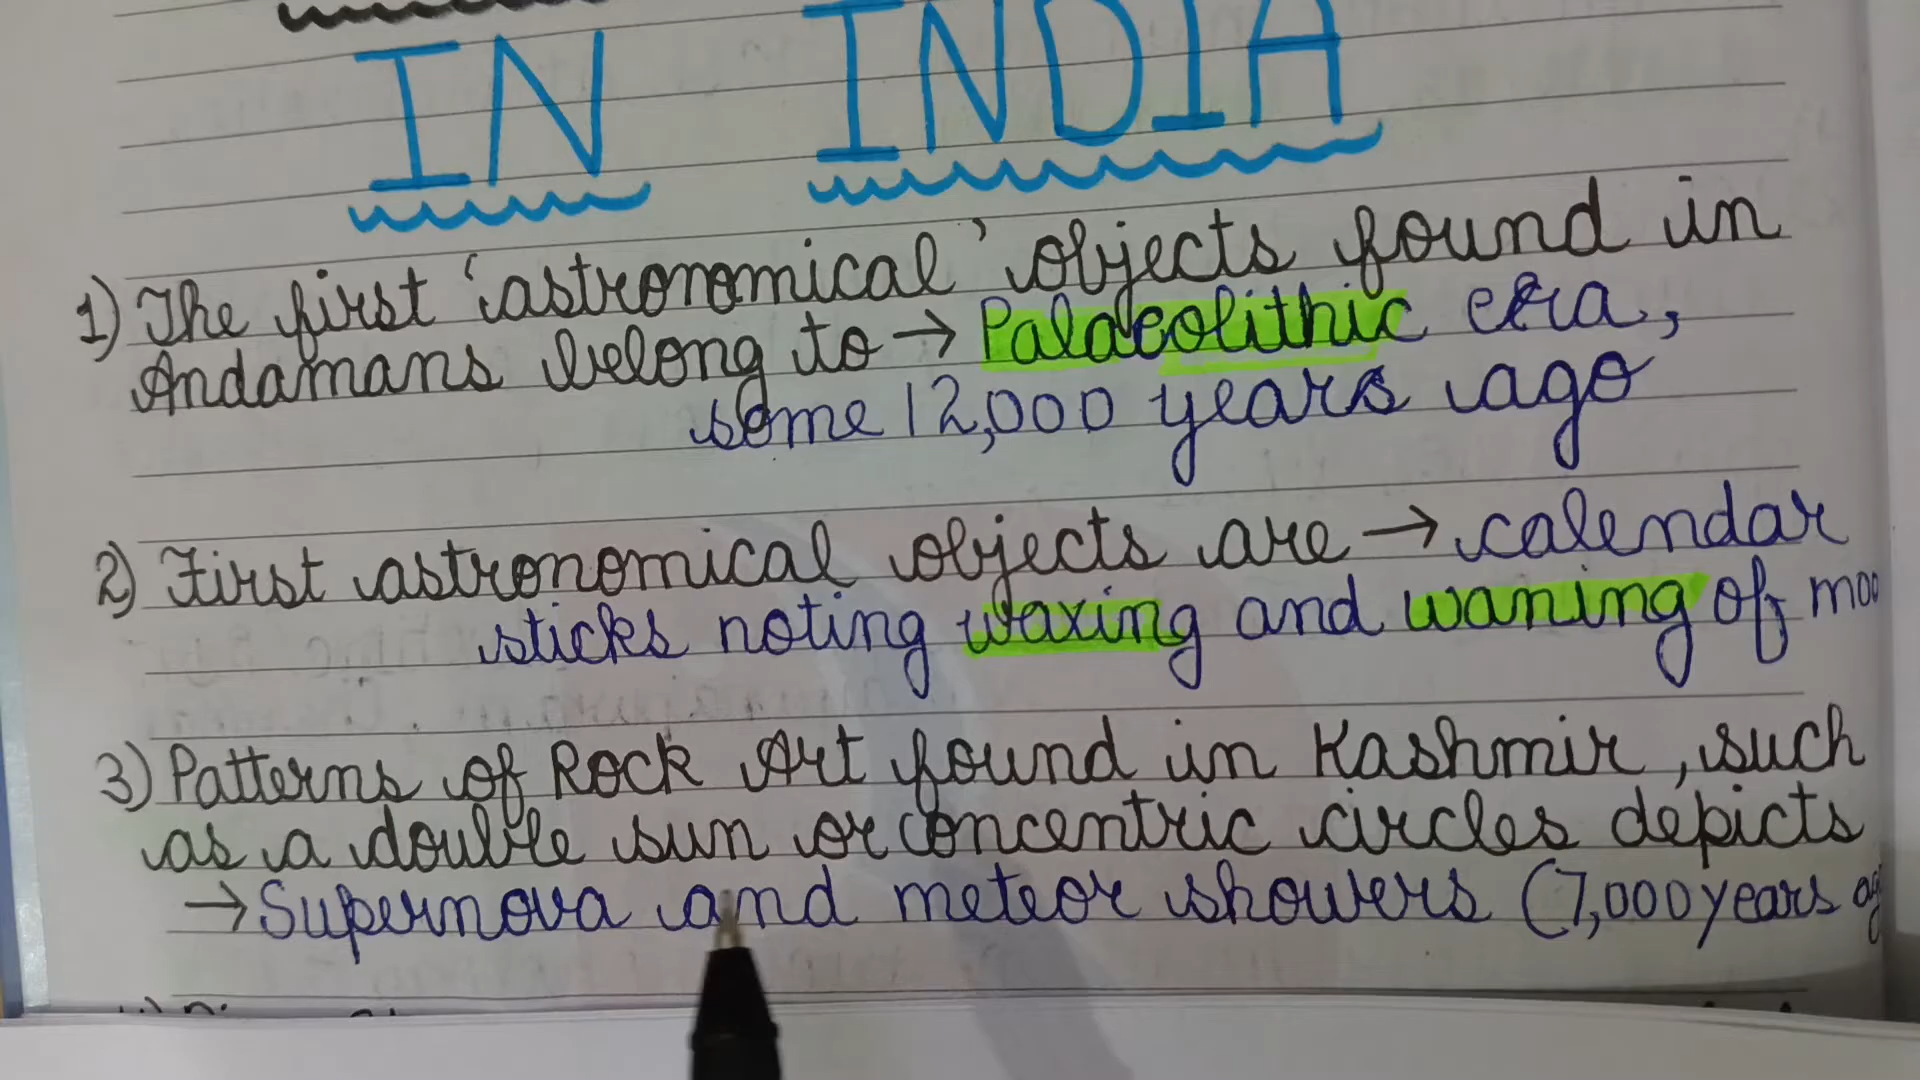 IN INDIA
1) The first 'astronomical' objects found in
Andamans belong to → Palaeolithic era,
some 12,000 years ago
2) First astronomical objects are → calendar
sticks noting waxing and waning of moo
3) Patterns of Rock Art found in Kashmir, such
as a double sun or concentric circles depicts
→ Supernova and meteor showers (7,000 years ag